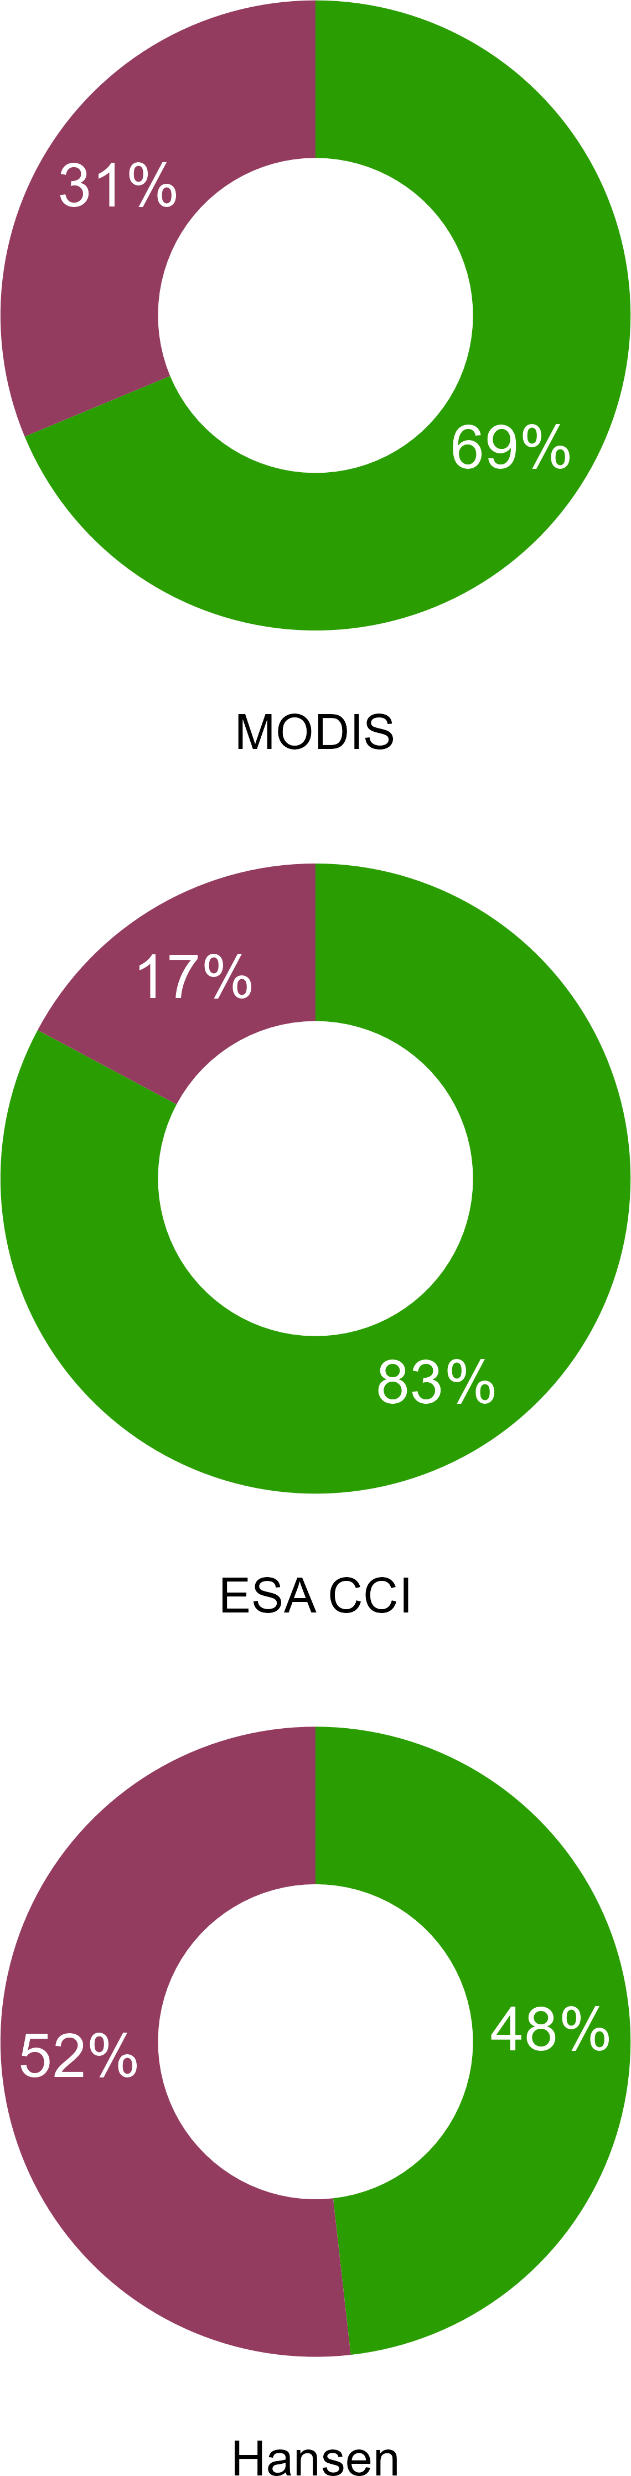 31%
69%
MODIS
17%
83%
ESA CCI
48%
52%
Hansen